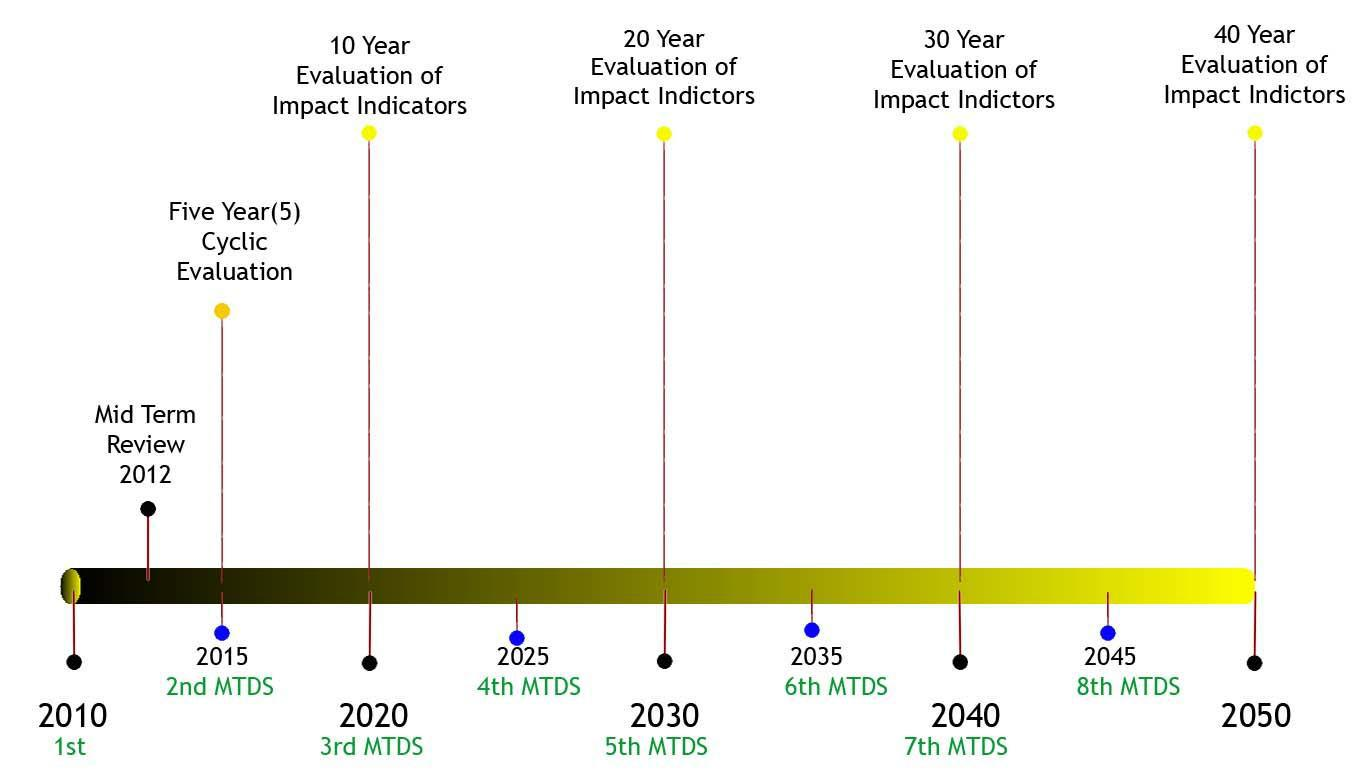 10 Year
Evaluation of
Impact Indicators
20 Year
Evaluation of
Impact Indictors
30 Year
Evaluation of
Impact Indictors
40 Year
Evaluation of
Impact Indictors
Five Year(5)
Cyclic
Evaluation
Mid Term
Review
2012
2015
2nd MTDS
2025
4th MTDS
2035
6th MTDS
2045
8th MTDS
2010
1st
2020
3rd MTDS
2030
5th MTDS
2040
7th MTDS
2050